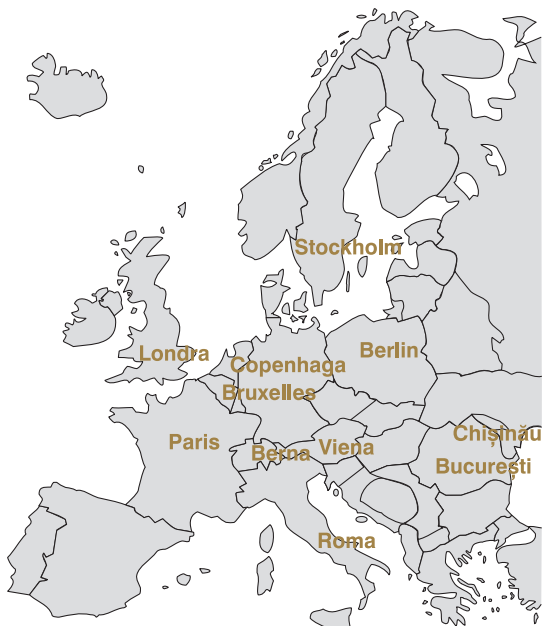 Stockholm
Londra
Berlin
Copenhaga
Bruxelles
Chișinău
Paris
Berna
Viena
București
Roma